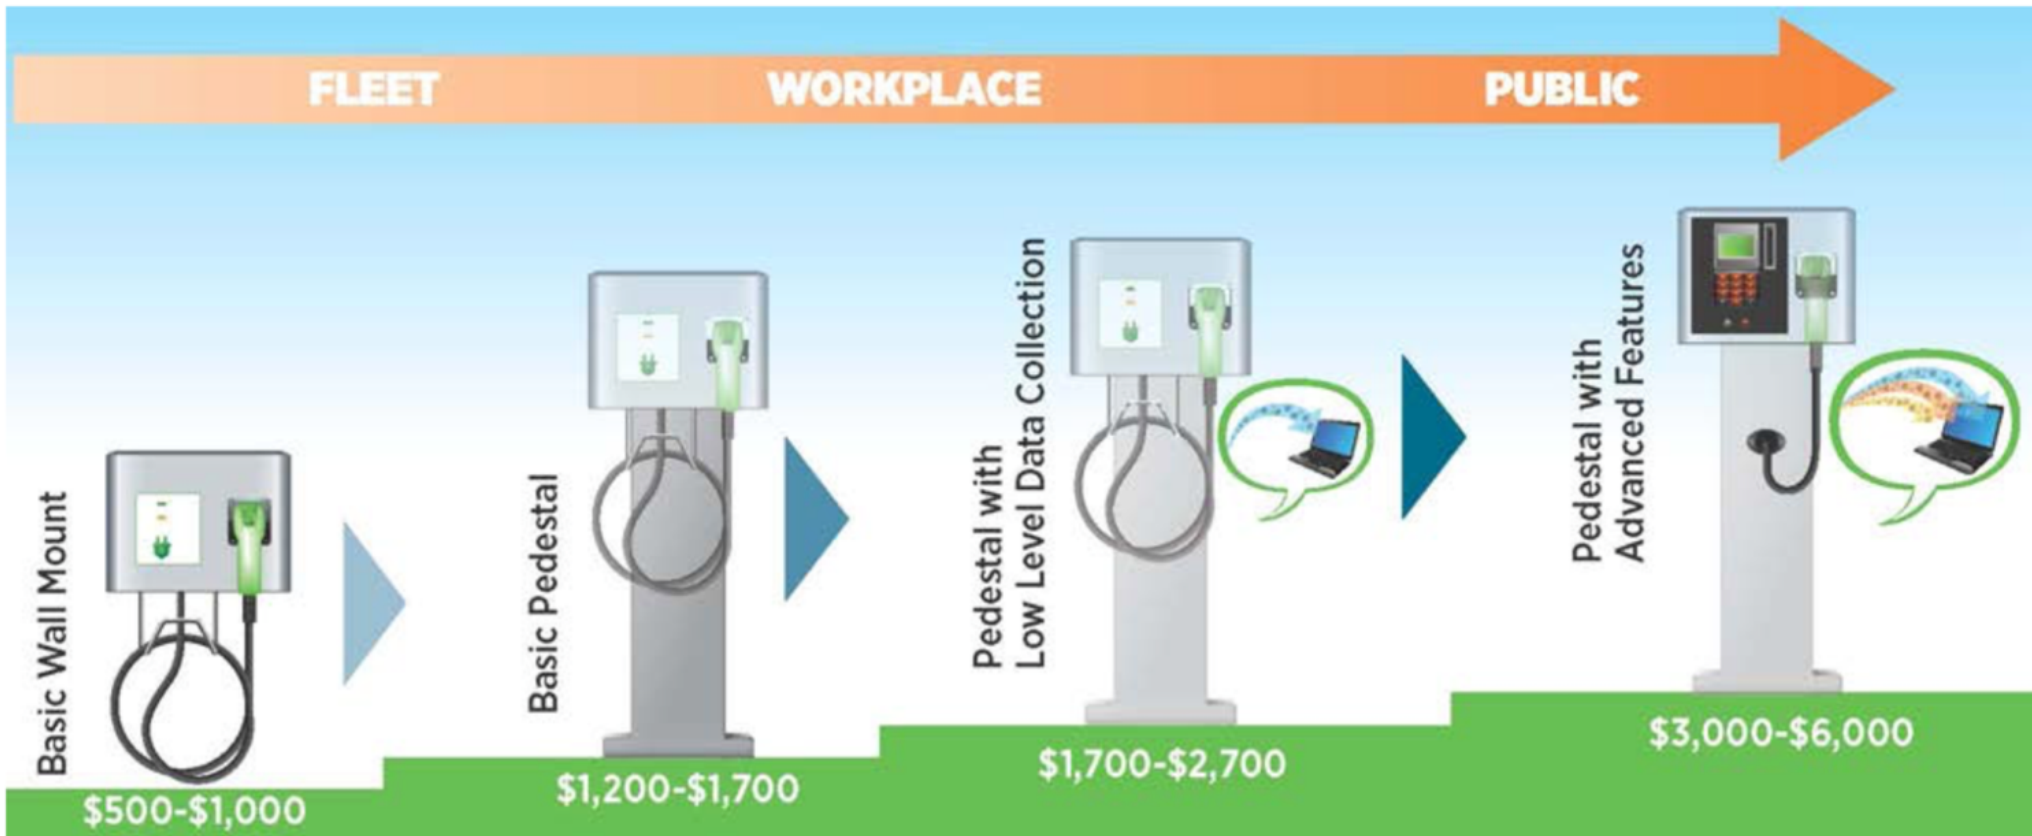 FLEET WORKPLACE PUBLIC
Basic Wall Mount
$500-$1,000
Basic Pedestal
$1,200-$1,700
Pedestal with
Low Level Data Collection
$1,700-$2,700
Pedestal with
Advanced Features
$3,000-$6,000